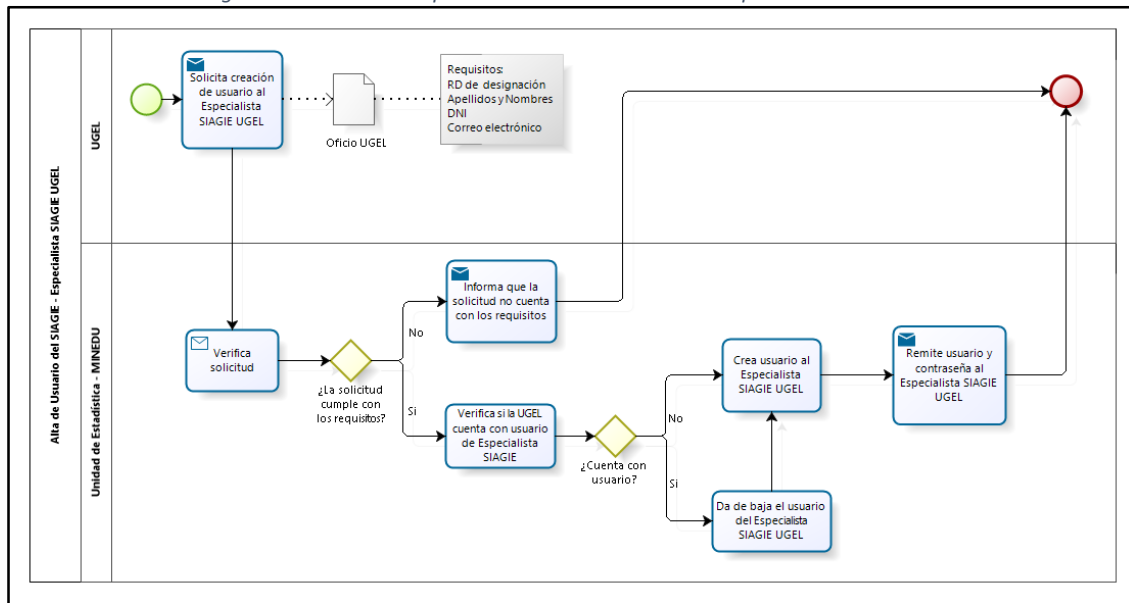 Alta de Usuario del SIAGIE - Especialista SIAGIE UGEL
UGEL
Solicita creación
de usuario al
Especialista
SIAGIE UGEL
Oficio UGEL
Requisitos:
RD de designación
Apellidos y Nombres
DNI
Correo electrónico
Unidad de Estadística - MINEDU
Verifica
solicitud
¿La solicitud
cumple con
los requisitos?
No
Informa que la
solicitud no cuenta
con los requisitos
Si
Verifica si la UGEL
cuenta con usuario
de Especialista
SIAGIE
¿Cuenta con
usuario?
No
Crea usuario al
Especialista
SIAGIE UGEL
Si
Da de baja el usuario
del Especialista
SIAGIE UGEL
Remite usuario y
contraseña al
Especialista SIAGIE
UGEL